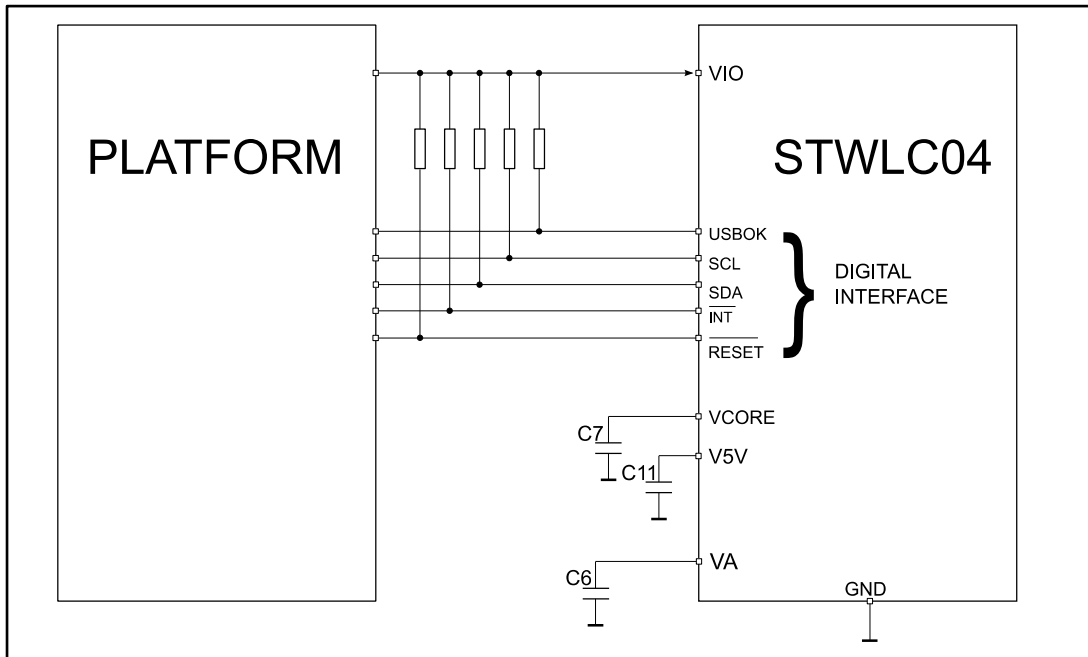 PLATFORM
STWLC04
VIO
USBOK
SCL
SDA
INT
RESET
DIGITAL
INTERFACE
VCORE
C7
V5V
C11
VA
C6
GND